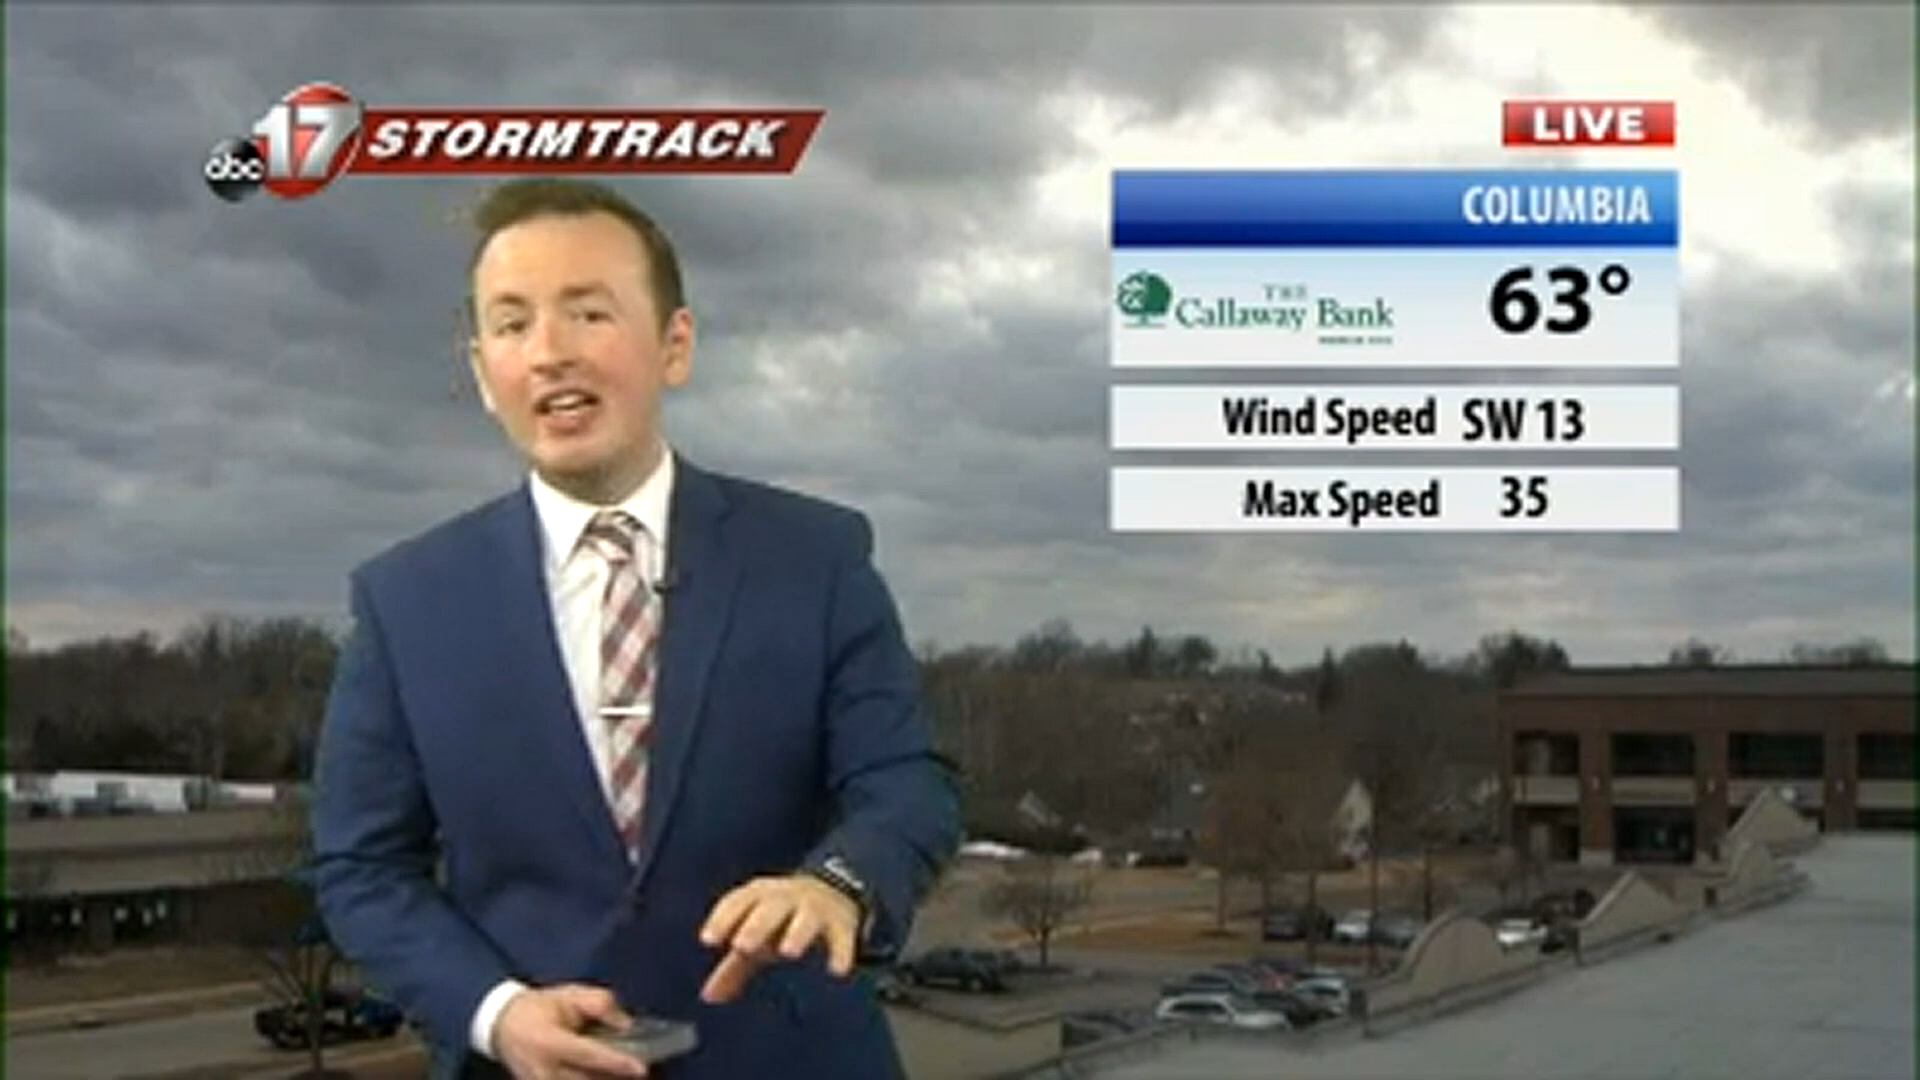 abc 17 STORMTRACK
LIVE
COLUMBIA
THE
Callaway Bank
63°
Wind Speed SW 13
Max Speed 35